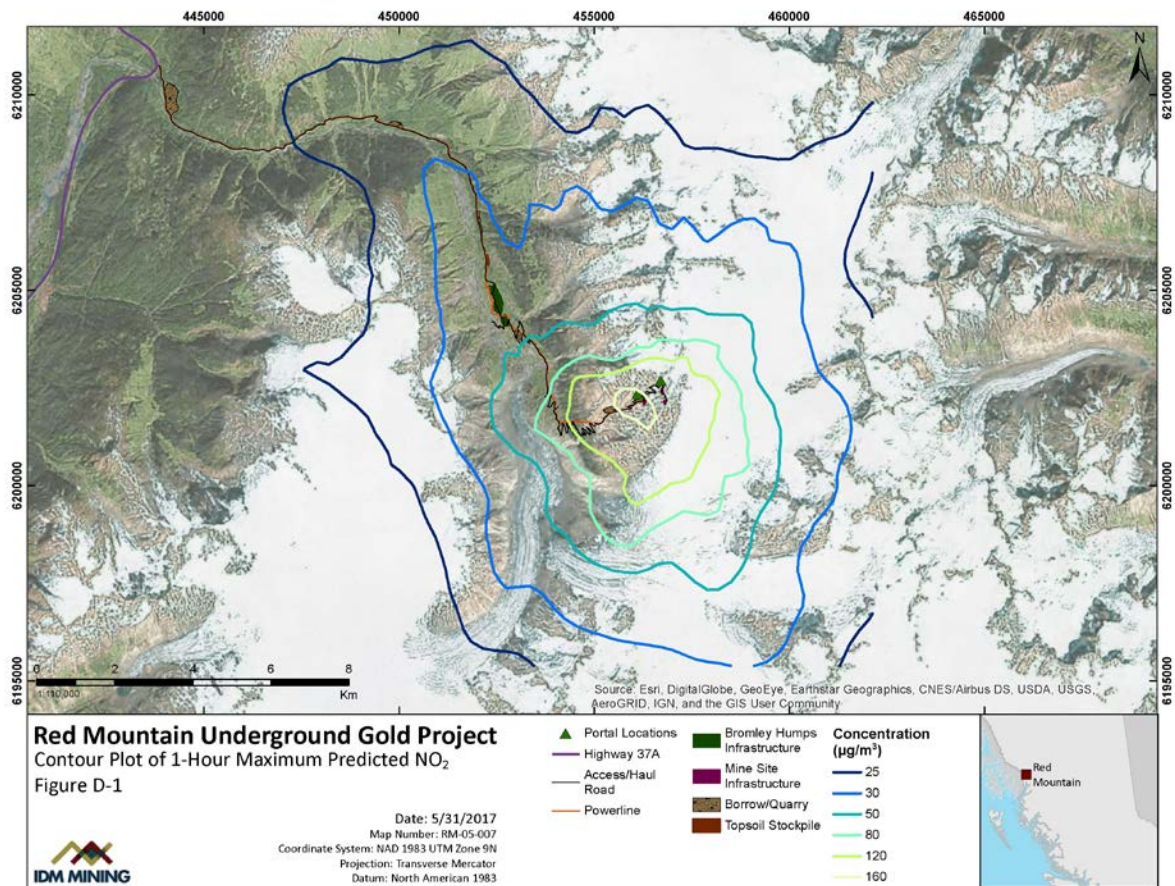 445000 450000 455000 460000 465000
N
6210000 6210000
6205000 6205000
6200000 6200000
6195000 6195000
0 2 4 6 8
Km
1:110,000
Source: Esri, DigitalGlobe, GeoEye, Earthstar Geographics, CNES/Airbus DS, USDA, USGS,
AeroGRID, IGN, and the GIS User Community
Red Mountain Underground Gold Project
Contour Plot of 1-Hour Maximum Predicted NO₂
Figure D-1
Date: 5/31/2017
Map Number: RM-05-007
Coordinate System: NAD 1983 UTM Zone 9N
Projection: Transverse Mercator
Datum: North American 1983
IDM MINING
Portal Locations
Highway 37A
Access/Haul
Road
Powerline
Bromley Humps
Infrastructure
Mine Site
Infrastructure
Borrow/Quarry
Topsoil Stockpile
Concentration
(µg/m³)
25
30
50
80
120
160
Red
Mountain